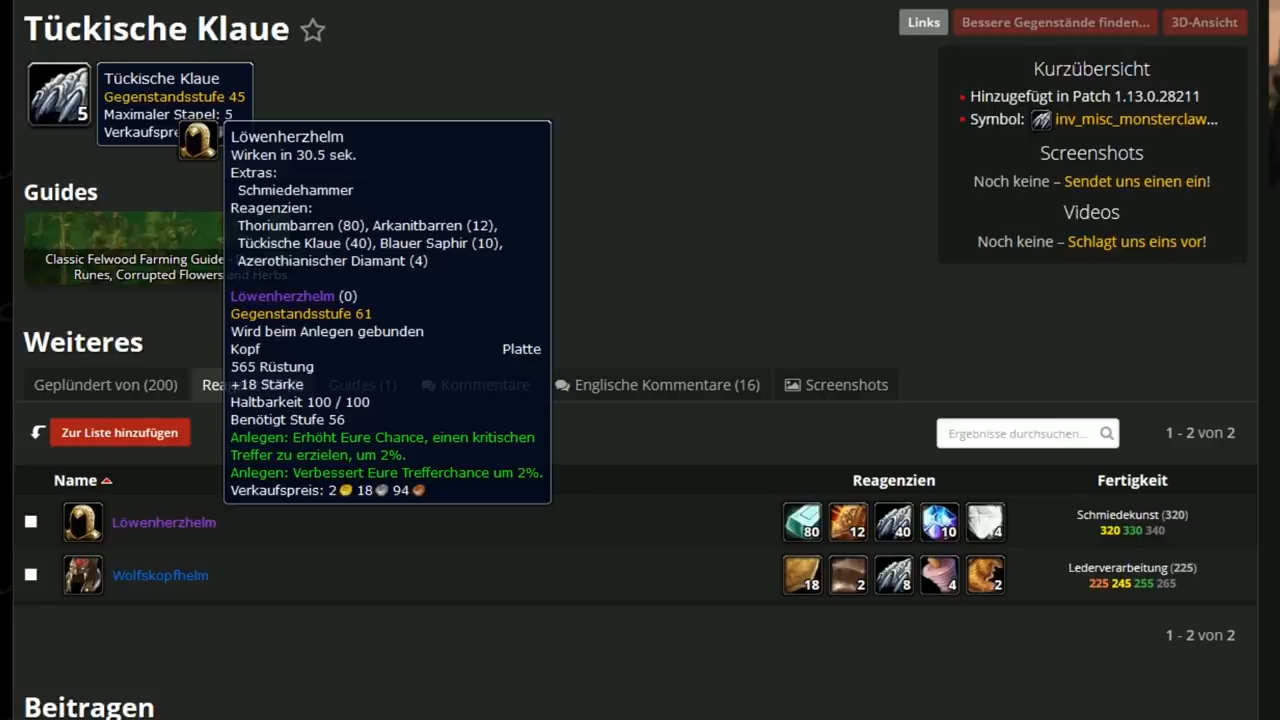 Tückische Klaue
Links
Bessere Gegenstände finden...
3D-Ansicht
5
Tückische Klaue
Gegenstandsstufe 45
Maximaler Stapel: 5
Kurzübersicht
Hinzugefügt in Patch 1.13.0.28211
Symbol: inv_misc_monsterclaw...
Screenshots
Noch keine – Sendet uns einen ein!
Videos
Noch keine – Schlagt uns eins vor!
Löwenherzhelm
Wirken in 30.5 sek.
Extras:
Schmiedehammer
Reagenzien:
Thoriumbarren (80), Arkanitbarren (12),
Tückische Klaue (40), Blauer Saphir (10),
Azerothianischer Diamant (4)
Löwenherzhelm (0)
Gegenstandsstufe 61
Wird beim Anlegen gebunden
Kopf Platte
565 Rüstung
+18 Stärke
Haltbarkeit 100 / 100
Benötigt Stufe 56
Anlegen: Erhöht Eure Chance, einen kritischen
Treffer zu erzielen, um 2%.
Anlegen: Verbessert Eure Trefferchance um 2%.
Verkaufspreis: 2 18 94
Guides
Classic Felwood Farming Guide
Runes, Corrupted Flowers and Herbs
Weiteres
Geplündert von (200)
Guides (1)
Kommentare
Englische Kommentare (16)
Screenshots
Zur Liste hinzufügen
Ergebnisse durchsuchen...
1 - 2 von 2
Name
Reagenzien
Fertigkeit
Löwenherzhelm
80 12 40 10 4
Schmiedekunst (320)
320 330 340
Wolfskopfhelm
18 2 8 4 2
Lederverarbeitung (225)
225 245 255 265
1 - 2 von 2
Beitragen